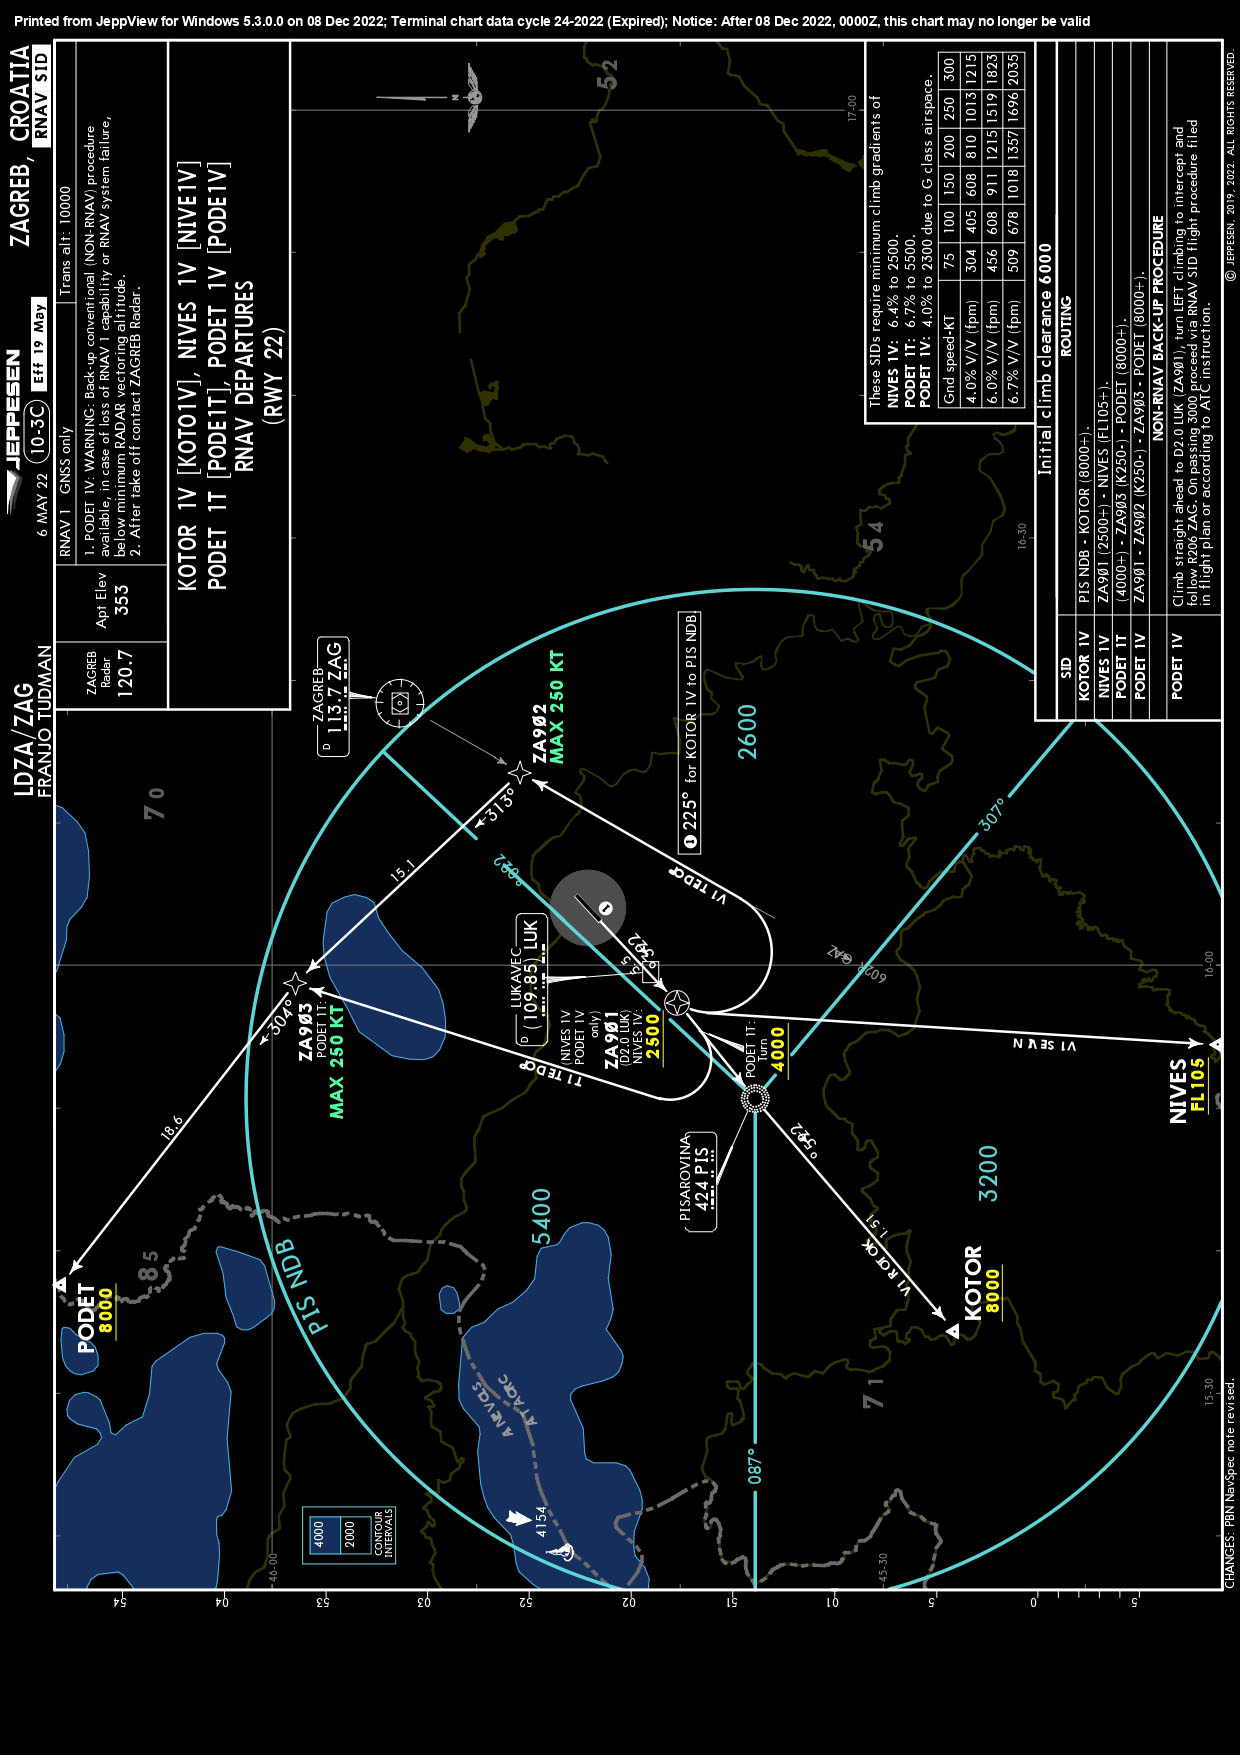 Printed from JeppView for Windows 5.3.0.0 on 08 Dec 2022; Terminal chart data cycle 24-2022 (Expired); Notice: After 08 Dec 2022, 0000Z, this chart may no longer be valid
LDZA/ZAG
FRANJO TUDMAN
JEPPESEN
6 MAY 22 10-3C Eff 19 May
ZAGREB, CROATIA
RNAV SID
ZAGREB
Radar
120.7
Apt Elev
353
RNAV 1 GNSS only
Trans alt: 10000
1. PODET 1V: WARNING: Back-up conventional (NON-RNAV) procedure
available, in case of loss of RNAV 1 capability or RNAV system failure,
below minimum RADAR vectoring altitude.
2. After take off contact ZAGREB Radar.
KOTOR 1V [KOTO1V], NIVES 1V [NIVE1V]
PODET 1T [PODE1T], PODET 1V [PODE1V]
RNAV DEPARTURES
(RWY 22)
ZAGREB
D 113.7 ZAG
ZA902
MAX 250 KT
313°
15.1
022°
LUKAVEC
D (109.85) LUK
(NIVES 1V
PODET 1V
only)
ZA901
(D2.0 LUK)
NIVES 1V:
2500
3.5
PODET 1V
PODET 1T
ZA903
PODET 1T:
MAX 250 KT
304°
18.6
PODET
8000
PIS NDB
PISAROVINA
424 PIS
PODET 1T:
Turn
4000
❶ 225° for KOTOR 1V to PIS NDB.
2600
5400
3200
307°
087°
KOTOR 1V
KOTOR
8000
NIVES 1V
NIVES
FL105
4154
4000
2000
CONTOUR
INTERVALS
46-00
45-30
15-30
16-00
16-30
17-00
52
54
70
85
71
54
04
53
03
52
02
51
01
5
0
5
These SIDs require minimum climb gradients of
NIVES 1V: 6.4% to 2500.
PODET 1T: 6.7% to 5500.
PODET 1V: 4.0% to 2300 due to G class airspace.
Gnd speed-KT 75 100 150 200 250 300
4.0% V/V (fpm) 304 405 608 810 1013 1215
6.0% V/V (fpm) 456 608 911 1215 1519 1823
6.7% V/V (fpm) 509 678 1018 1357 1696 2035
Initial climb clearance 6000
SID ROUTING
KOTOR 1V PIS NDB - KOTOR (8000+).
NIVES 1V ZA901 (2500+) - NIVES (FL105+).
PODET 1T (4000+) - ZA903 (K250-) - PODET (8000+).
PODET 1V ZA901 - ZA902 (K250-) - ZA903 - PODET (8000+).
NON-RNAV BACK-UP PROCEDURE
PODET 1V Climb straight ahead to D2.0 LUK (ZA901), turn LEFT climbing to intercept and
follow R206 ZAG. On passing 3000 proceed via RNAV SID flight procedure filed
in flight plan or according to ATC instruction.
CHANGES: PBN NavSpec note revised.
© JEPPESEN, 2019, 2022. ALL RIGHTS RESERVED.